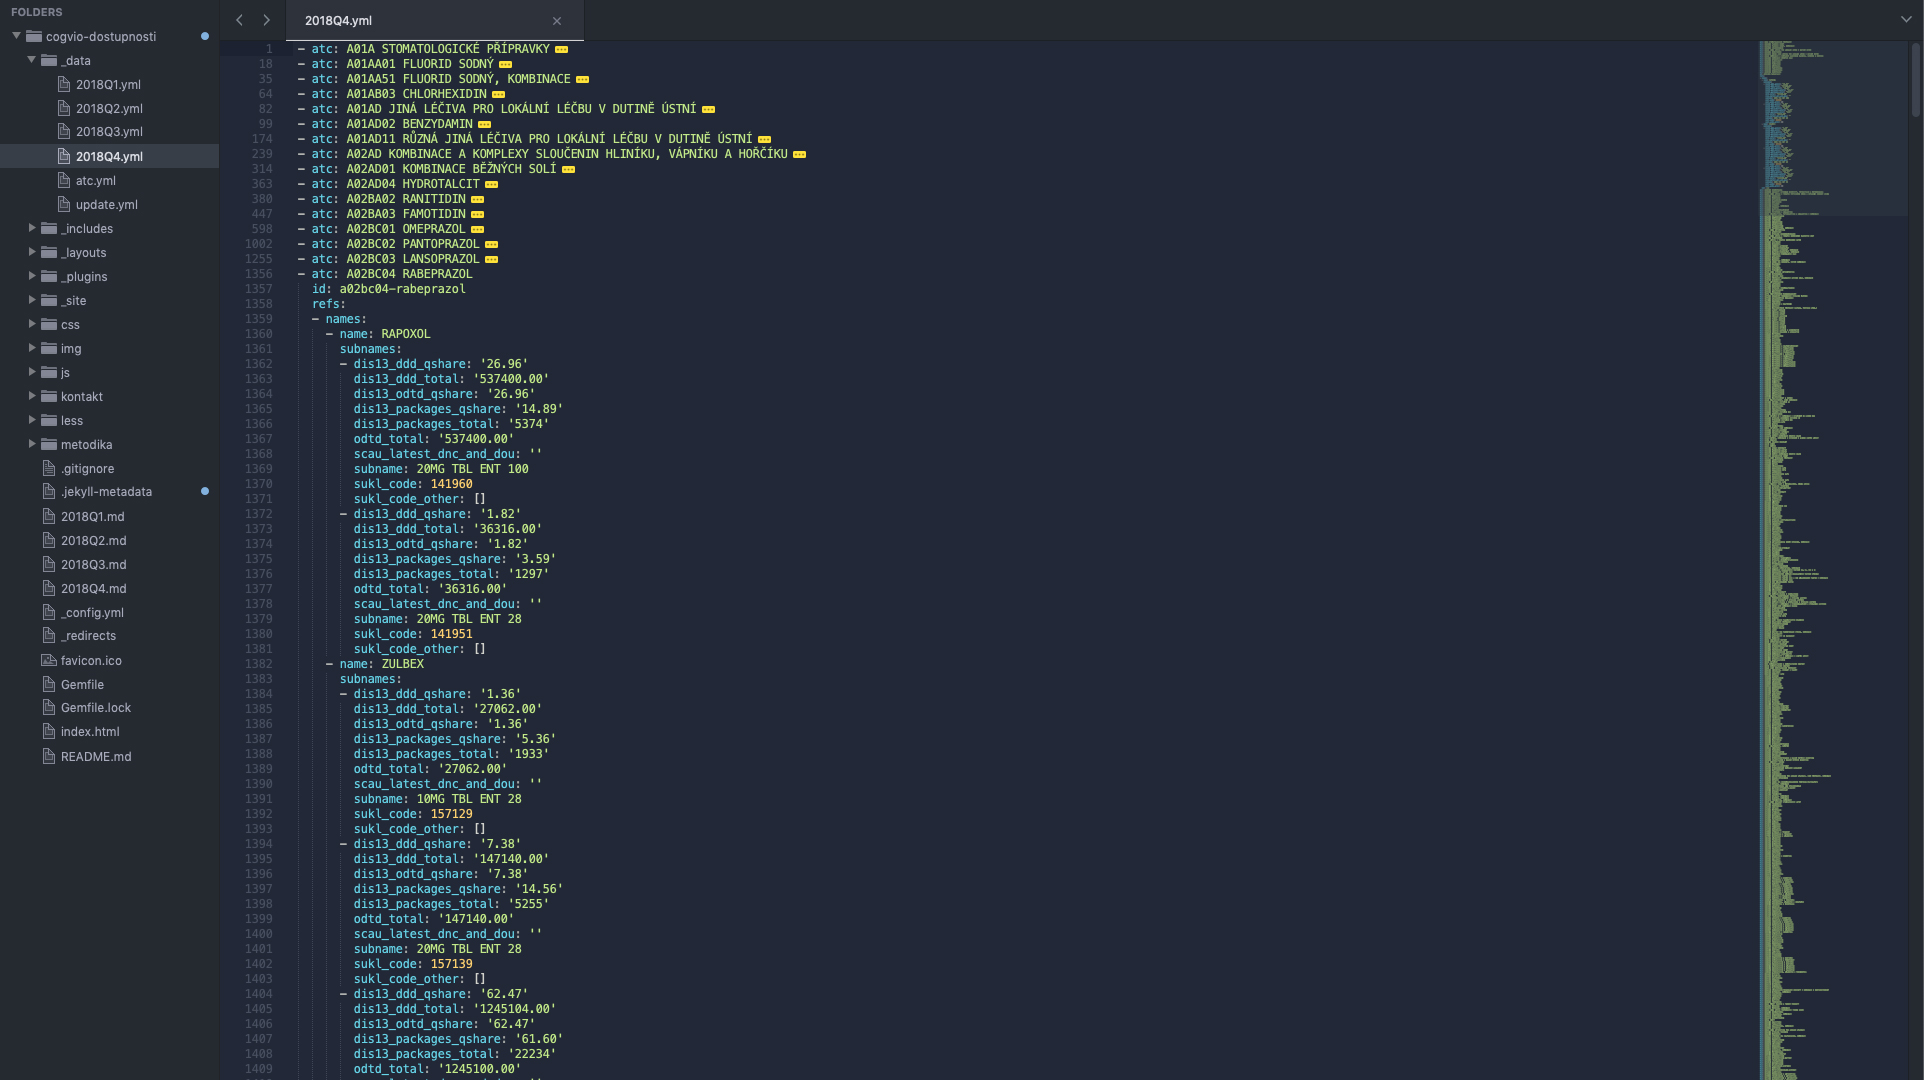 FOLDERS
cogvio-dostupnosti
_data
2018Q1.yml
2018Q2.yml
2018Q3.yml
2018Q4.yml
atc.yml
update.yml
_includes
_layouts
_plugins
_site
css
img
js
kontakt
less
metodika
.gitignore
.jekyll-metadata
2018Q1.md
2018Q2.md
2018Q3.md
2018Q4.md
_config.yml
_redirects
favicon.ico
Gemfile
Gemfile.lock
index.html
README.md
2018Q4.yml
1 - atc: A01A STOMATOLOGICKÉ PŘÍPRAVKY
18 - atc: A01AA01 FLUORID SODNÝ
35 - atc: A01AA51 FLUORID SODNÝ, KOMBINACE
64 - atc: A01AB03 CHLORHEXIDIN
82 - atc: A01AD JINÁ LÉČIVA PRO LOKÁLNÍ LÉČBU V DUTINĚ ÚSTNÍ
99 - atc: A01AD02 BENZYDAMIN
174 - atc: A01AD11 RŮZNÁ JINÁ LÉČIVA PRO LOKÁLNÍ LÉČBU V DUTINĚ ÚSTNÍ
239 - atc: A02AD KOMBINACE A KOMPLEXY SLOUČENIN HLINÍKU, VÁPNÍKU A HOŘČÍKU
314 - atc: A02AD01 KOMBINACE BĚŽNÝCH SOLÍ
363 - atc: A02AD04 HYDROTALCIT
380 - atc: A02BA02 RANITIDIN
447 - atc: A02BA03 FAMOTIDIN
598 - atc: A02BC01 OMEPRAZOL
1002 - atc: A02BC02 PANTOPRAZOL
1255 - atc: A02BC03 LANSOPRAZOL
1356 - atc: A02BC04 RABEPRAZOL
1357 id: a02bc04-rabeprazol
1358 refs:
1359 - names:
1360 - name: RAPOXOL
1361 subnames:
1362 - dis13_ddd_qshare: '26.96'
1363 dis13_ddd_total: '537400.00'
1364 dis13_odtd_qshare: '26.96'
1365 dis13_packages_qshare: '14.89'
1366 dis13_packages_total: '5374'
1367 odtd_total: '537400.00'
1368 scau_latest_dnc_and_dou: ''
1369 subname: 20MG TBL ENT 100
1370 sukl_code: 141960
1371 sukl_code_other: []
1372 - dis13_ddd_qshare: '1.82'
1373 dis13_ddd_total: '36316.00'
1374 dis13_odtd_qshare: '1.82'
1375 dis13_packages_qshare: '3.59'
1376 dis13_packages_total: '1297'
1377 odtd_total: '36316.00'
1378 scau_latest_dnc_and_dou: ''
1379 subname: 20MG TBL ENT 28
1380 sukl_code: 141951
1381 sukl_code_other: []
1382 - name: ZULBEX
1383 subnames:
1384 - dis13_ddd_qshare: '1.36'
1385 dis13_ddd_total: '27062.00'
1386 dis13_odtd_qshare: '1.36'
1387 dis13_packages_qshare: '5.36'
1388 dis13_packages_total: '1933'
1389 odtd_total: '27062.00'
1390 scau_latest_dnc_and_dou: ''
1391 subname: 10MG TBL ENT 28
1392 sukl_code: 157129
1393 sukl_code_other: []
1394 - dis13_ddd_qshare: '7.38'
1395 dis13_ddd_total: '147140.00'
1396 dis13_odtd_qshare: '7.38'
1397 dis13_packages_qshare: '14.56'
1398 dis13_packages_total: '5255'
1399 odtd_total: '147140.00'
1400 scau_latest_dnc_and_dou: ''
1401 subname: 20MG TBL ENT 28
1402 sukl_code: 157139
1403 sukl_code_other: []
1404 - dis13_ddd_qshare: '62.47'
1405 dis13_ddd_total: '1245104.00'
1406 dis13_odtd_qshare: '62.47'
1407 dis13_packages_qshare: '61.60'
1408 dis13_packages_total: '22234'
1409 odtd_total: '1245100.00'